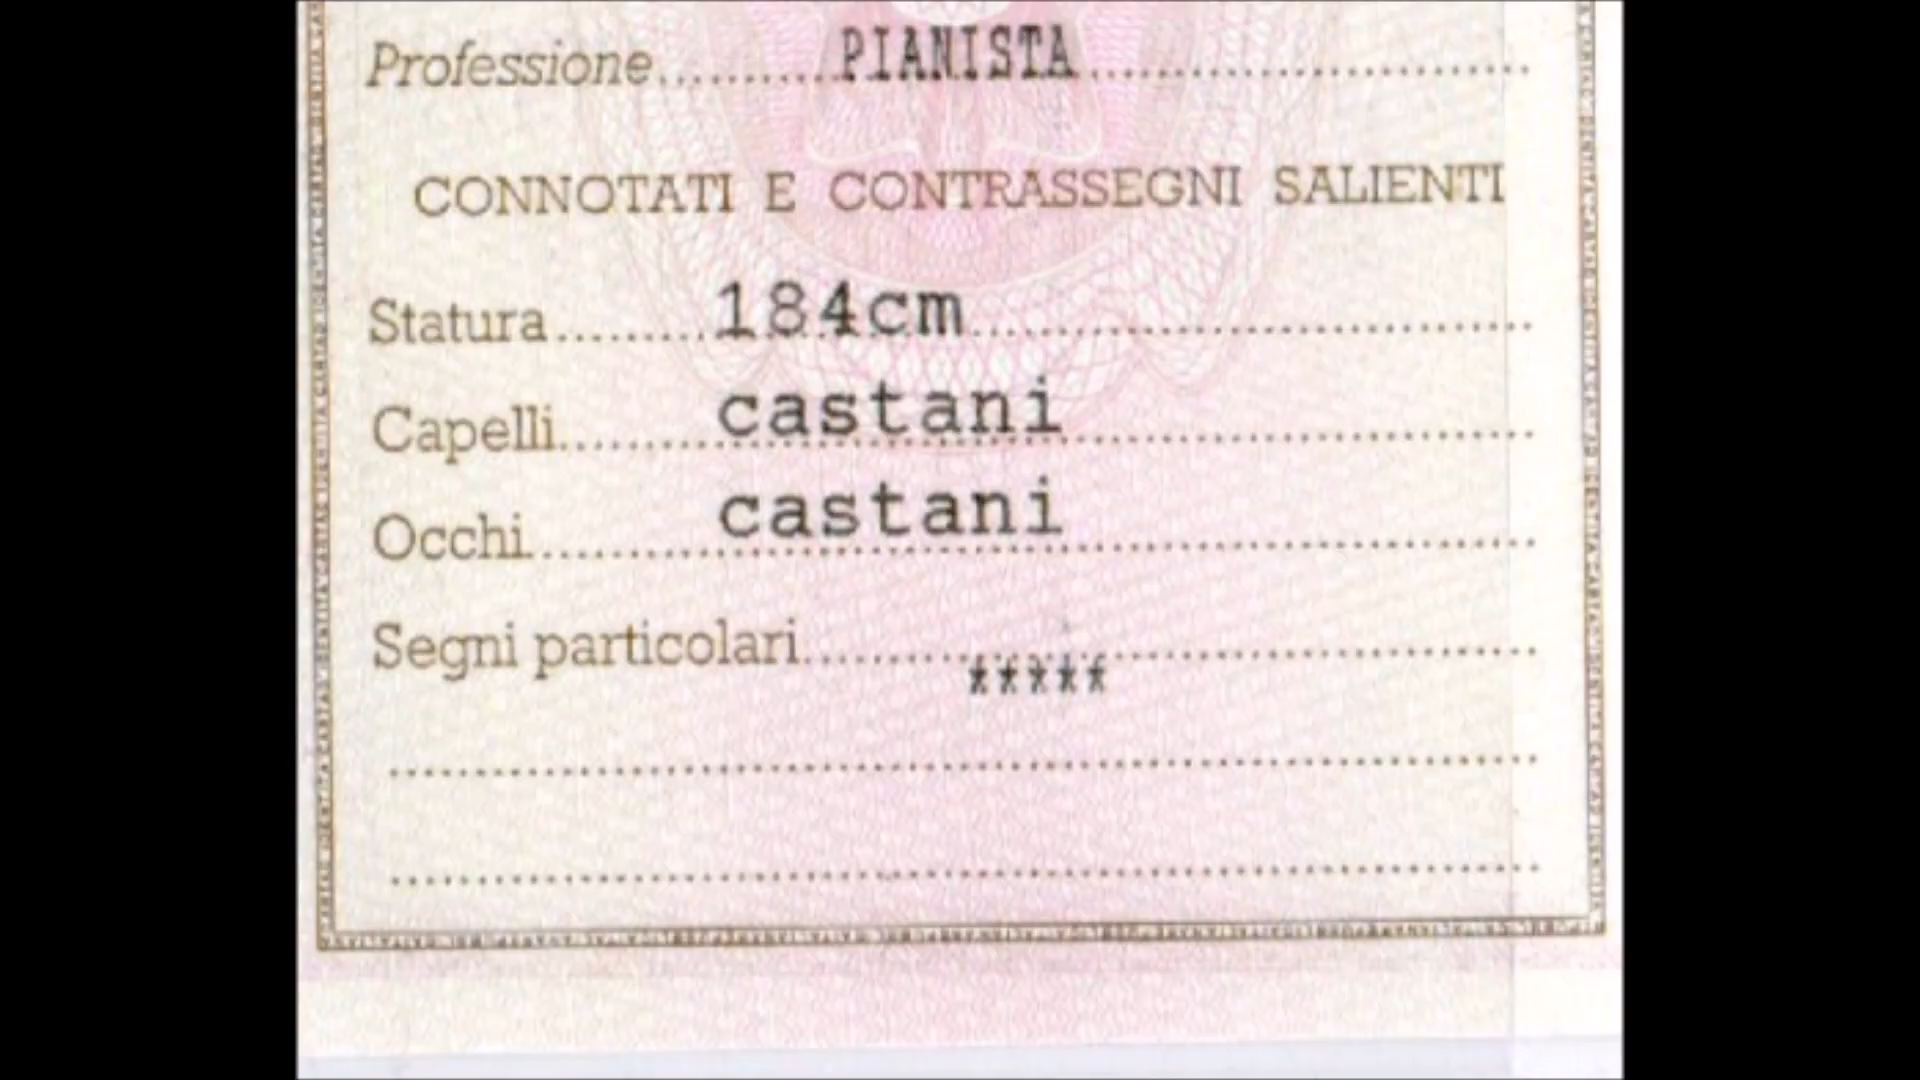 Professione PIANISTA
CONNOTATI E CONTRASSEGNI SALIENTI
Statura 184cm
Capelli castani
Occhi castani
Segni particolari
*****